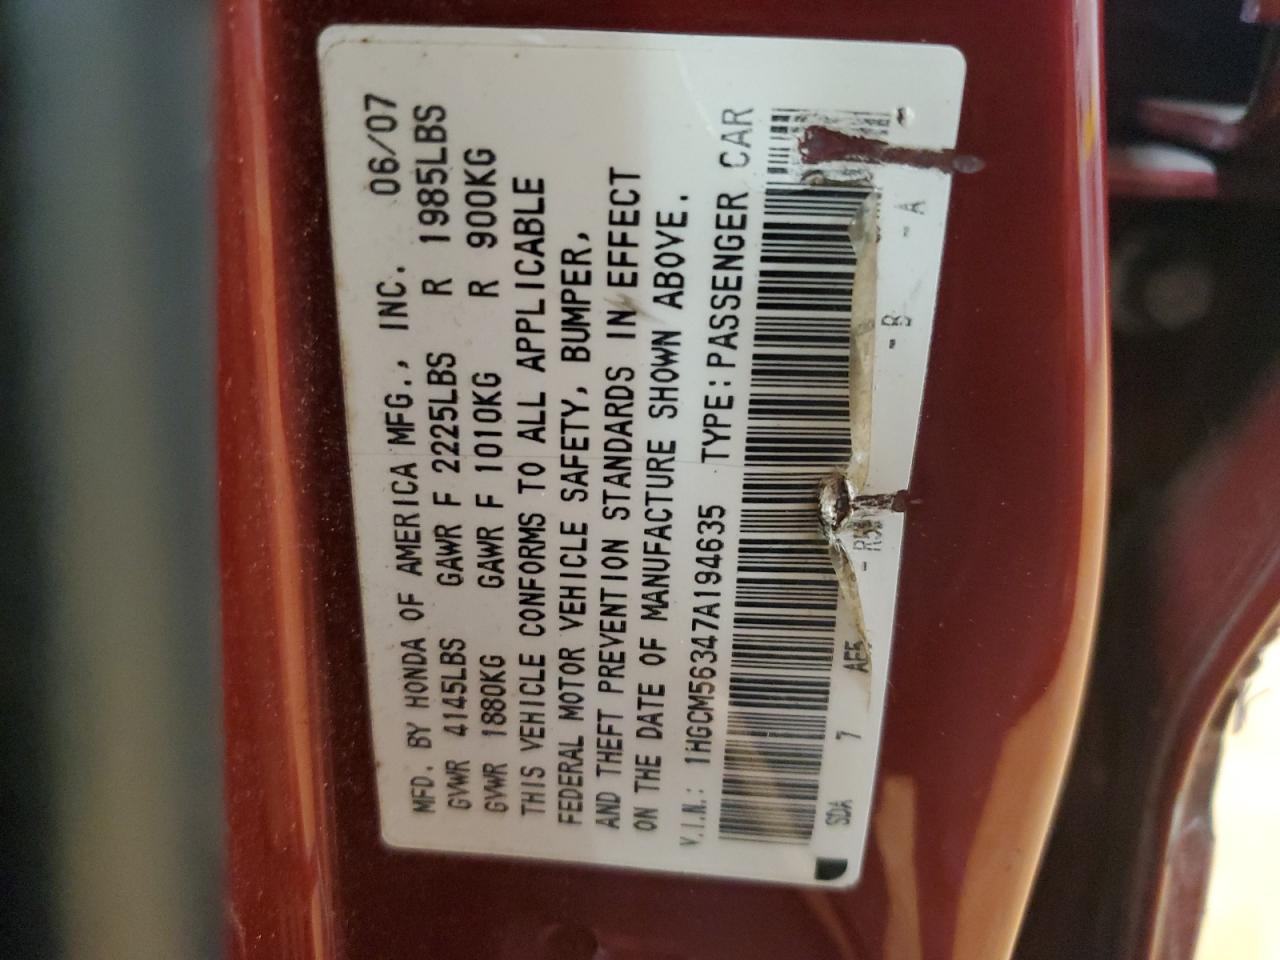 MFD. BY HONDA OF AMERICA MFG., INC. 06/07
GVWR 4145LBS GAWR F 2225LBS R 1985LBS
GVWR 1880KG GAWR F 1010KG R 900KG
THIS VEHICLE CONFORMS TO ALL APPLICABLE
FEDERAL MOTOR VEHICLE SAFETY, BUMPER,
AND THEFT PREVENTION STANDARDS IN EFFECT
ON THE DATE OF MANUFACTURE SHOWN ABOVE.
V.I.N.: 1HGCM56347A194635 TYPE: PASSENGER CAR
SDA 7 - B - A